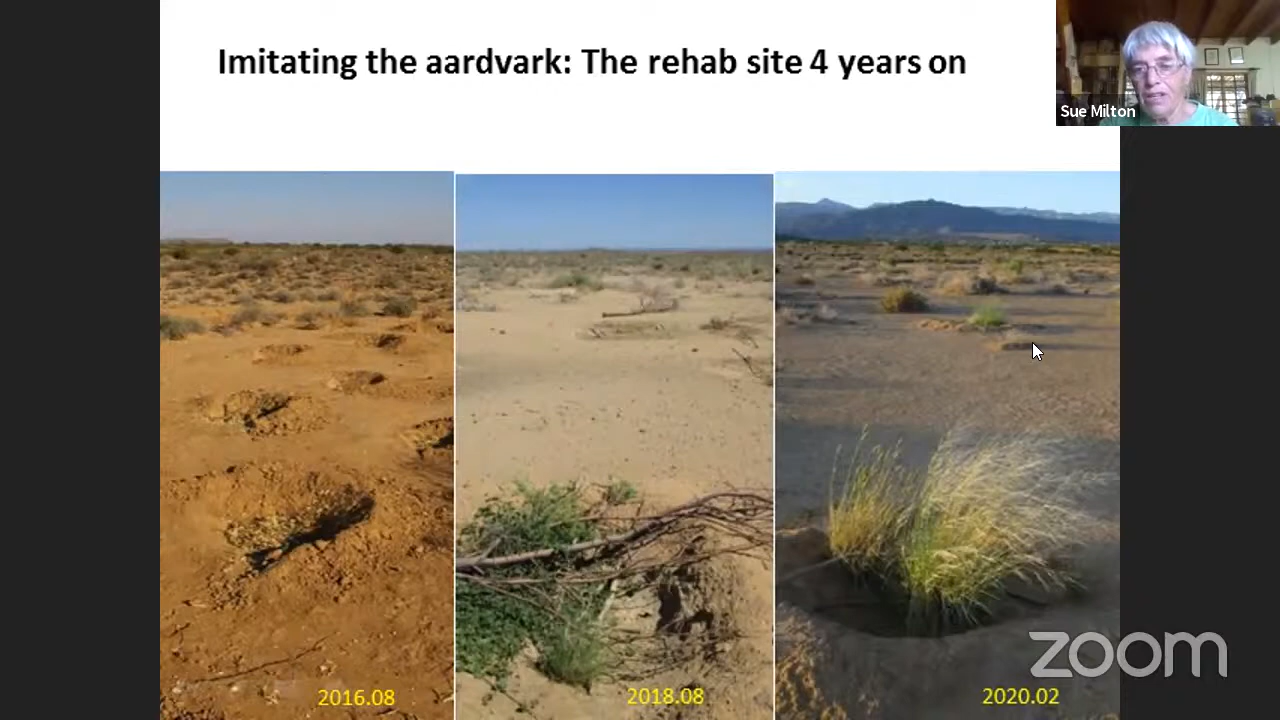 Imitating the aardvark: The rehab site 4 years on
Sue Milton
2016.08
2018.08
2020.02
zoom